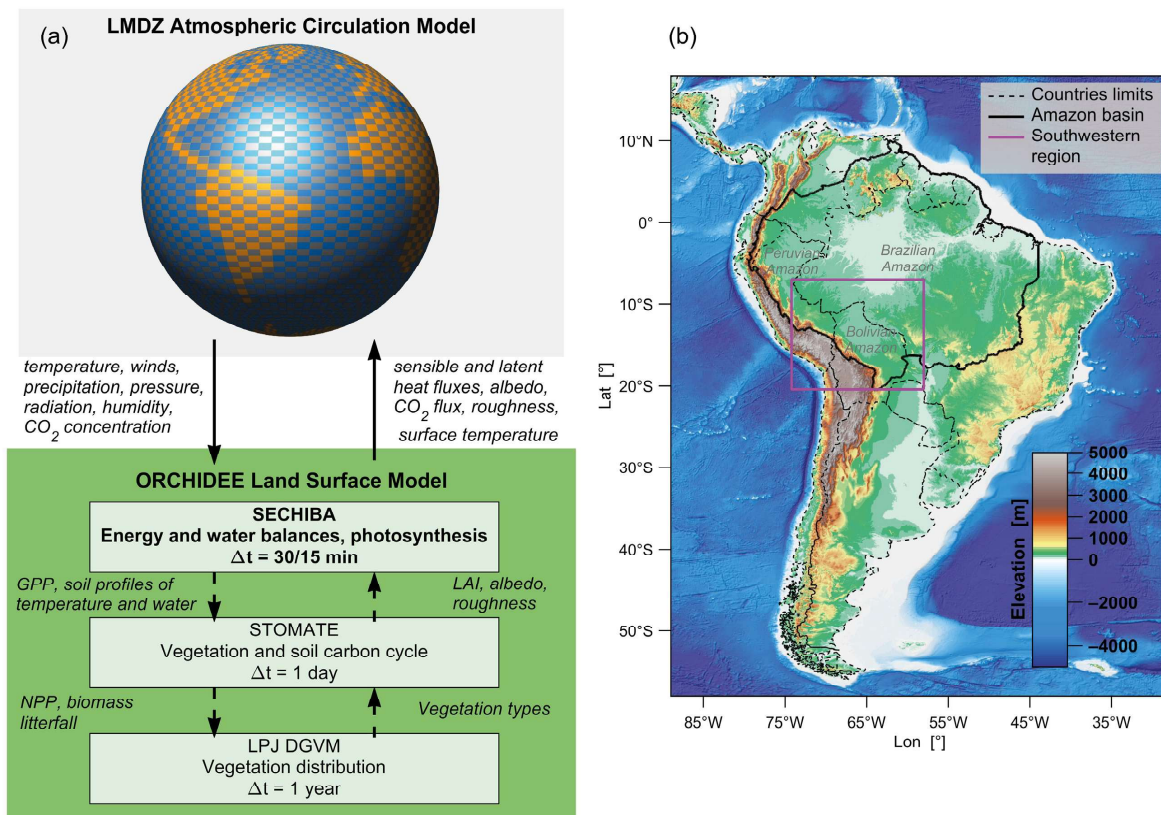 (a)
LMDZ Atmospheric Circulation Model
temperature, winds,
precipitation, pressure,
radiation, humidity,
CO2 concentration
sensible and latent
heat fluxes, albedo,
CO2 flux, roughness,
surface temperature
ORCHIDEE Land Surface Model
SECHIBA
Energy and water balances, photosynthesis
Δt = 30/15 min
GPP, soil profiles of
temperature and water
LAI, albedo,
roughness
STOMATE
Vegetation and soil carbon cycle
Δt = 1 day
NPP, biomass
litterfall
Vegetation types
LPJ DGVM
Vegetation distribution
Δt = 1 year
(b)
Countries limits
Amazon basin
Southwestern
region
10°N
0°
10°S
20°S
30°S
40°S
50°S
Lat [°]
Peruvian
Amazon
Brazilian
Amazon
Bolivian
Amazon
Elevation [m]
5000
4000
3000
2000
1000
0
−2000
−4000
85°W
75°W
65°W
55°W
45°W
35°W
Lon [°]